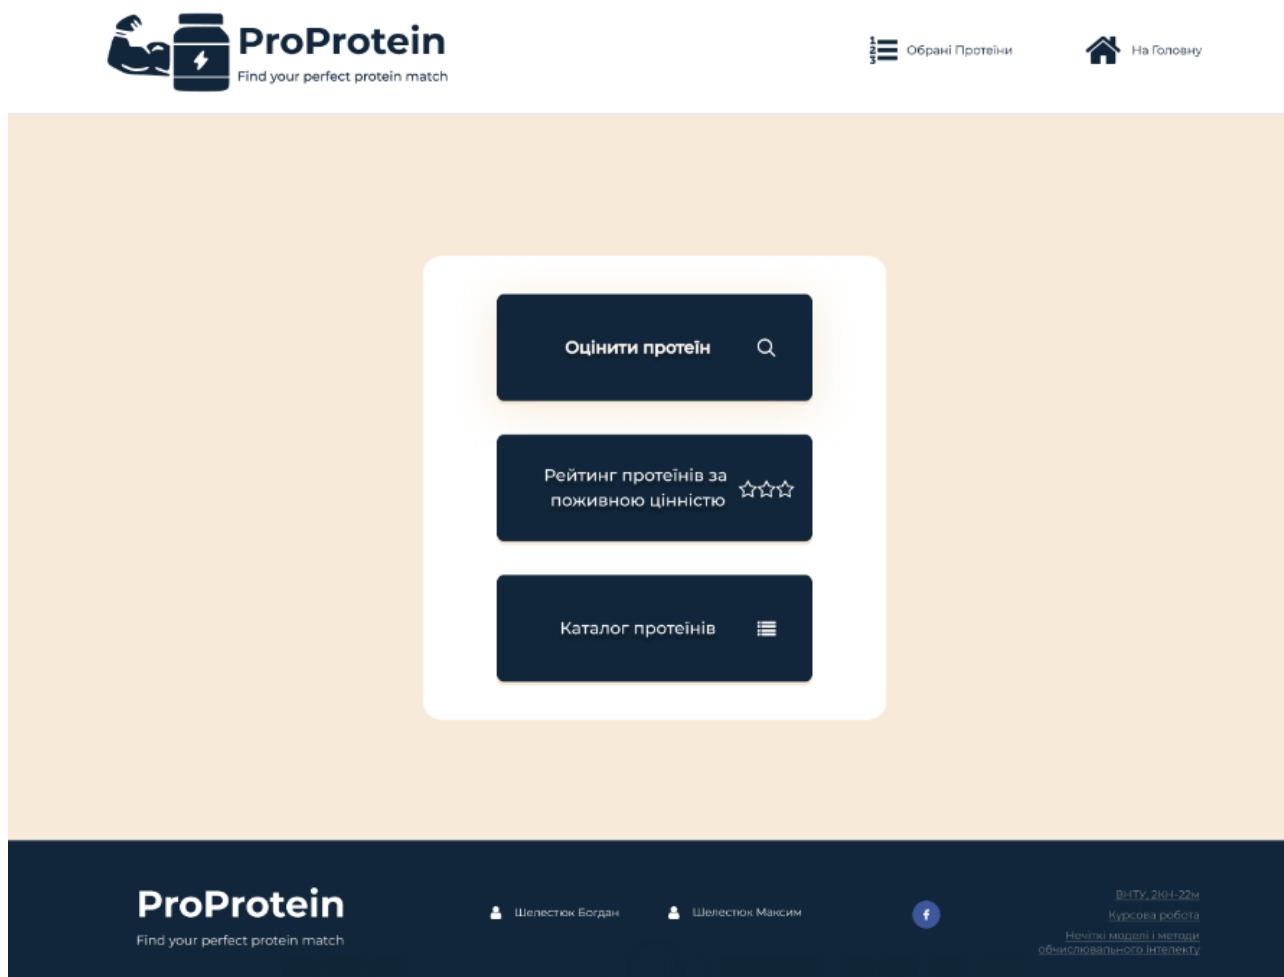 ProProtein
Find your perfect protein match
Обрані Протеїни
На Головну
Оцінити протеїн
Рейтинг протеїнів за
поживною цінністю
Каталог протеїнів
ProProtein
Find your perfect protein match
Шелестюк Богдан
Шелестюк Максим
ВНТУ, 2КН-22м
Курсова робота
Нечіткі моделі і методи
обчислювального інтелекту